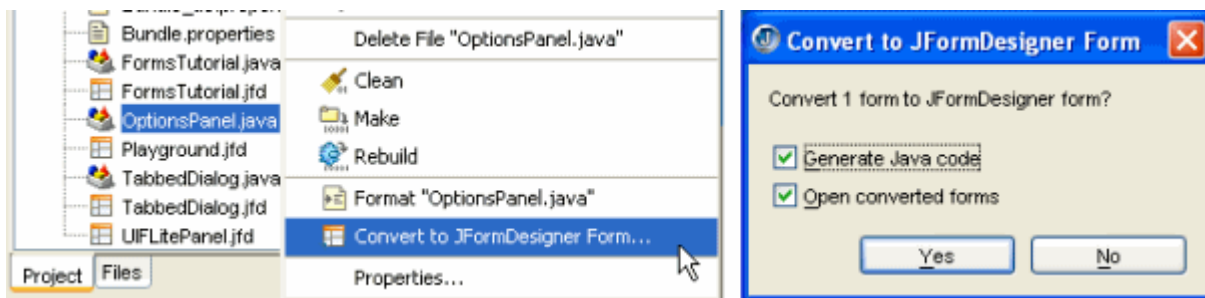 Bundle.properties
FormsTutorial.java
FormsTutorial.jfd
OptionsPanel.java
Playground.jfd
TabbedDialog.java
TabbedDialog.jfd
UIFLitePanel.jfd
Project
Files
Delete File "OptionsPanel.java"
Clean
Make
Rebuild
Format "OptionsPanel.java"
Convert to JFormDesigner Form...
Properties...
Convert to JFormDesigner Form
Convert 1 form to JFormDesigner form?
Generate Java code
Open converted forms
Yes
No